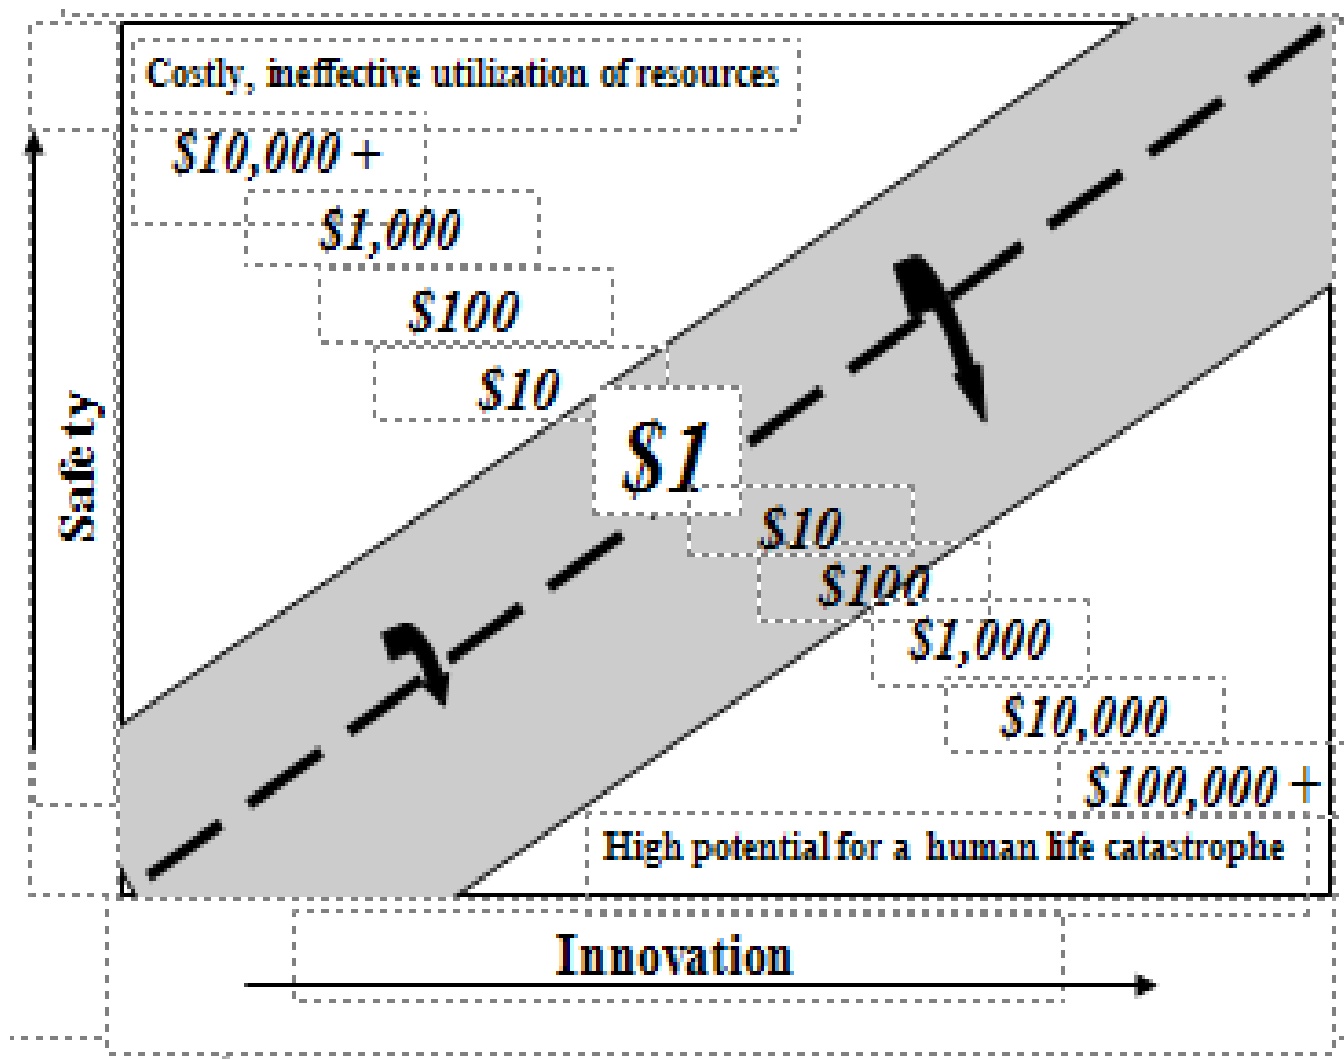 Costly, ineffective utilization of resources
$10,000 +
$1,000
$100
$10
$1
$10
$100
$1,000
$10,000
$100,000 +
High potential for a human life catastrophe
Safety
Innovation